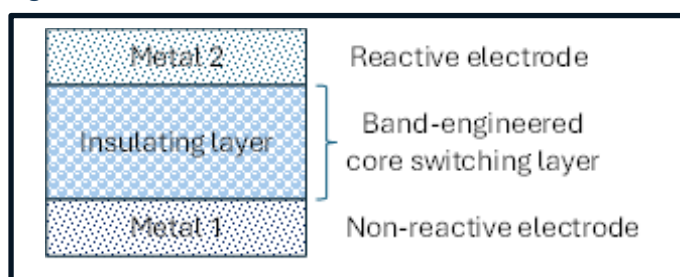 Metal 2 Reactive electrode
Insulating layer Band-engineered
core switching layer
Metal 1 Non-reactive electrode